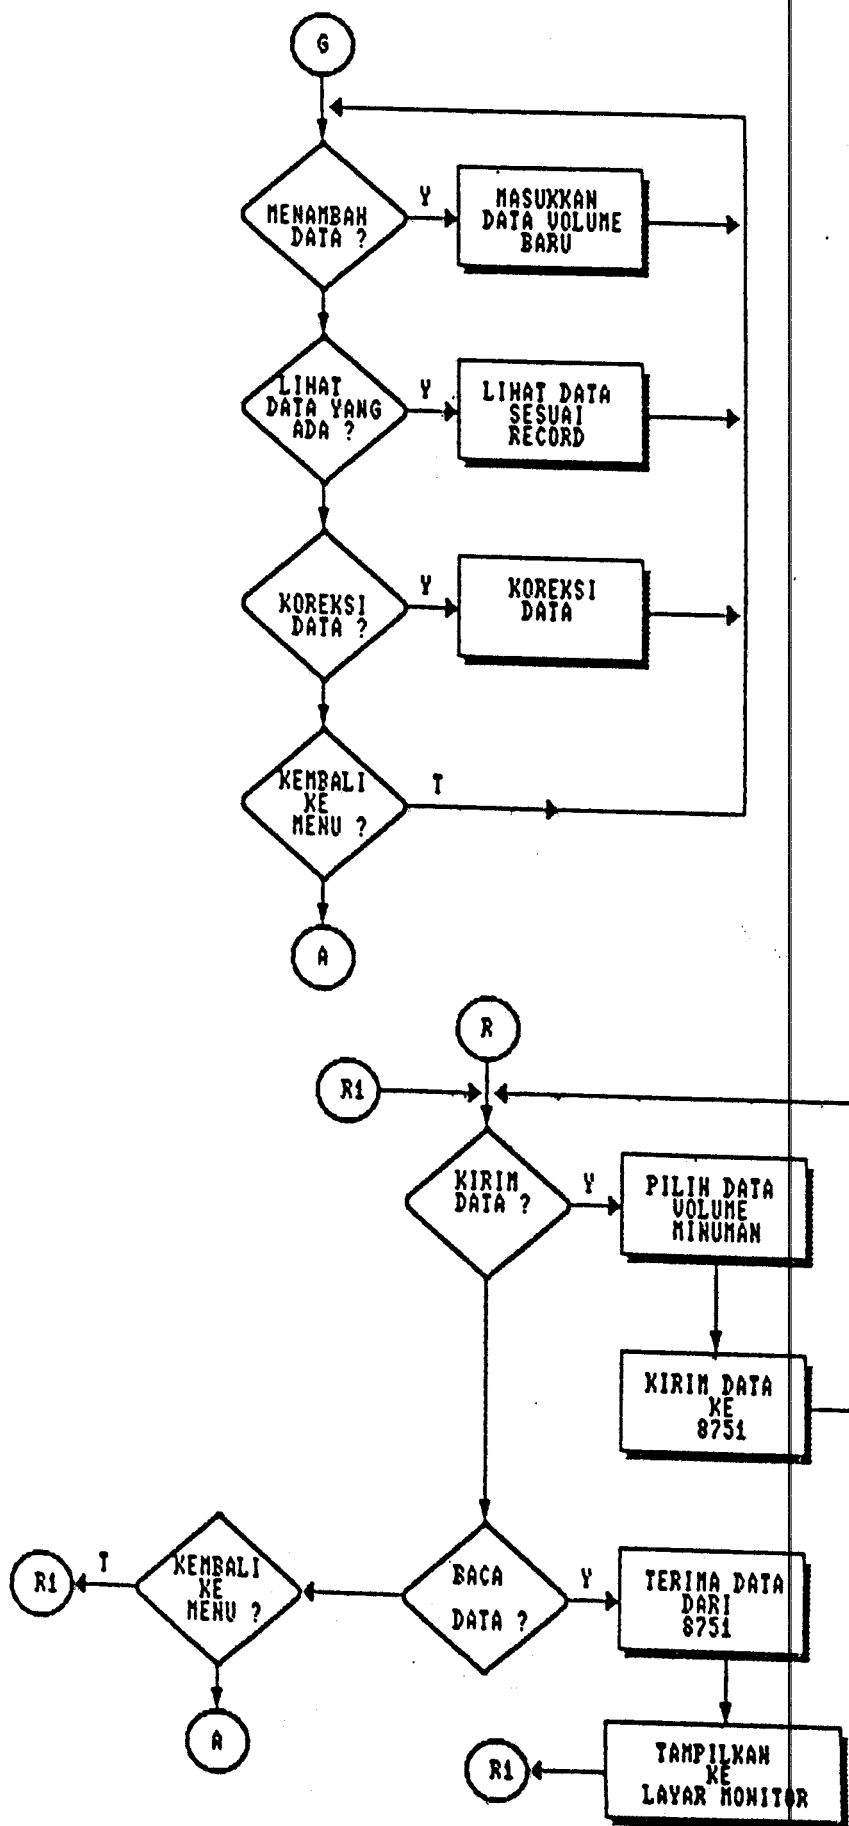 G
MENAMBAH
DATA ?
Y
MASUKKAN
DATA VOLUME
BARU
LIHAT
DATA YANG
ADA ?
Y
LIHAT DATA
SESUAI
RECORD
KOREKSI
DATA ?
Y
KOREKSI
DATA
KEMBALI
KE
MENU ?
T
A
R
R1
KIRIM
DATA ?
Y
PILIH DATA
VOLUME
MINUMAN
KIRIM DATA
KE
8751
R1
T
KEMBALI
KE
MENU ?
BACA
DATA ?
Y
TERIMA DATA
DARI
8751
A
R1
TAMPILKAN
KE
LAYAR MONITOR